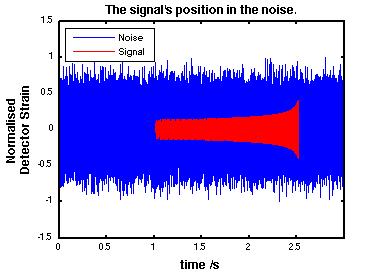 The signal's position in the noise.
Noise
Signal
Normalised
Detector Strain
1.5
1
0.5
0
-0.5
-1
-1.5
0
0.5
1
1.5
2
2.5
time /s